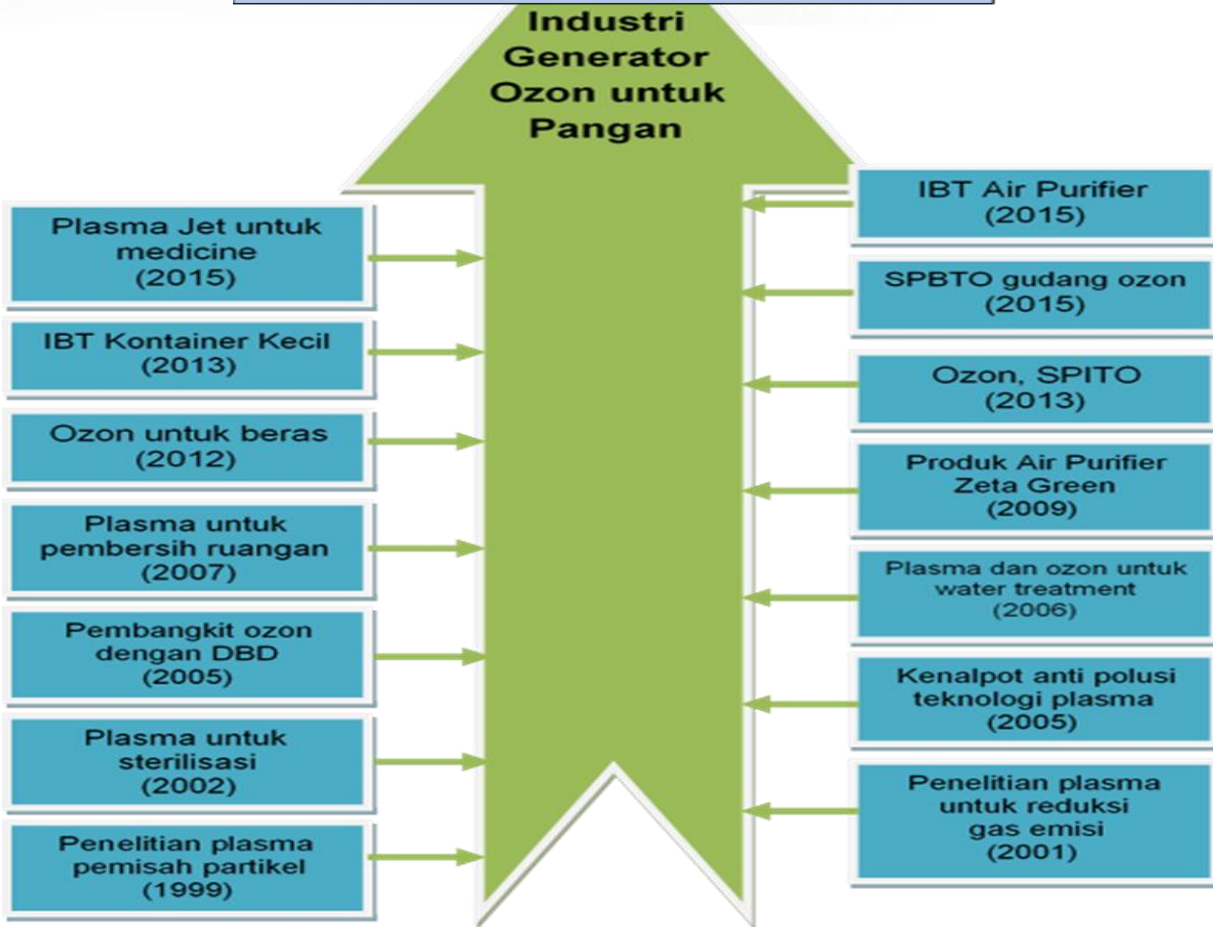 Industri
Generator
Ozon untuk
Pangan
Plasma Jet untuk
medicine
(2015)
IBT Kontainer Kecil
(2013)
Ozon untuk beras
(2012)
Plasma untuk
pembersih ruangan
(2007)
Pembangkit ozon
dengan DBD
(2005)
Plasma untuk
sterilisasi
(2002)
Penelitian plasma
pemisah partikel
(1999)
IBT Air Purifier
(2015)
SPBTO gudang ozon
(2015)
Ozon, SPITO
(2013)
Produk Air Purifier
Zeta Green
(2009)
Plasma dan ozon untuk
water treatment
(2006)
Kenalpot anti polusi
teknologi plasma
(2005)
Penelitian plasma
untuk reduksi
gas emisi
(2001)